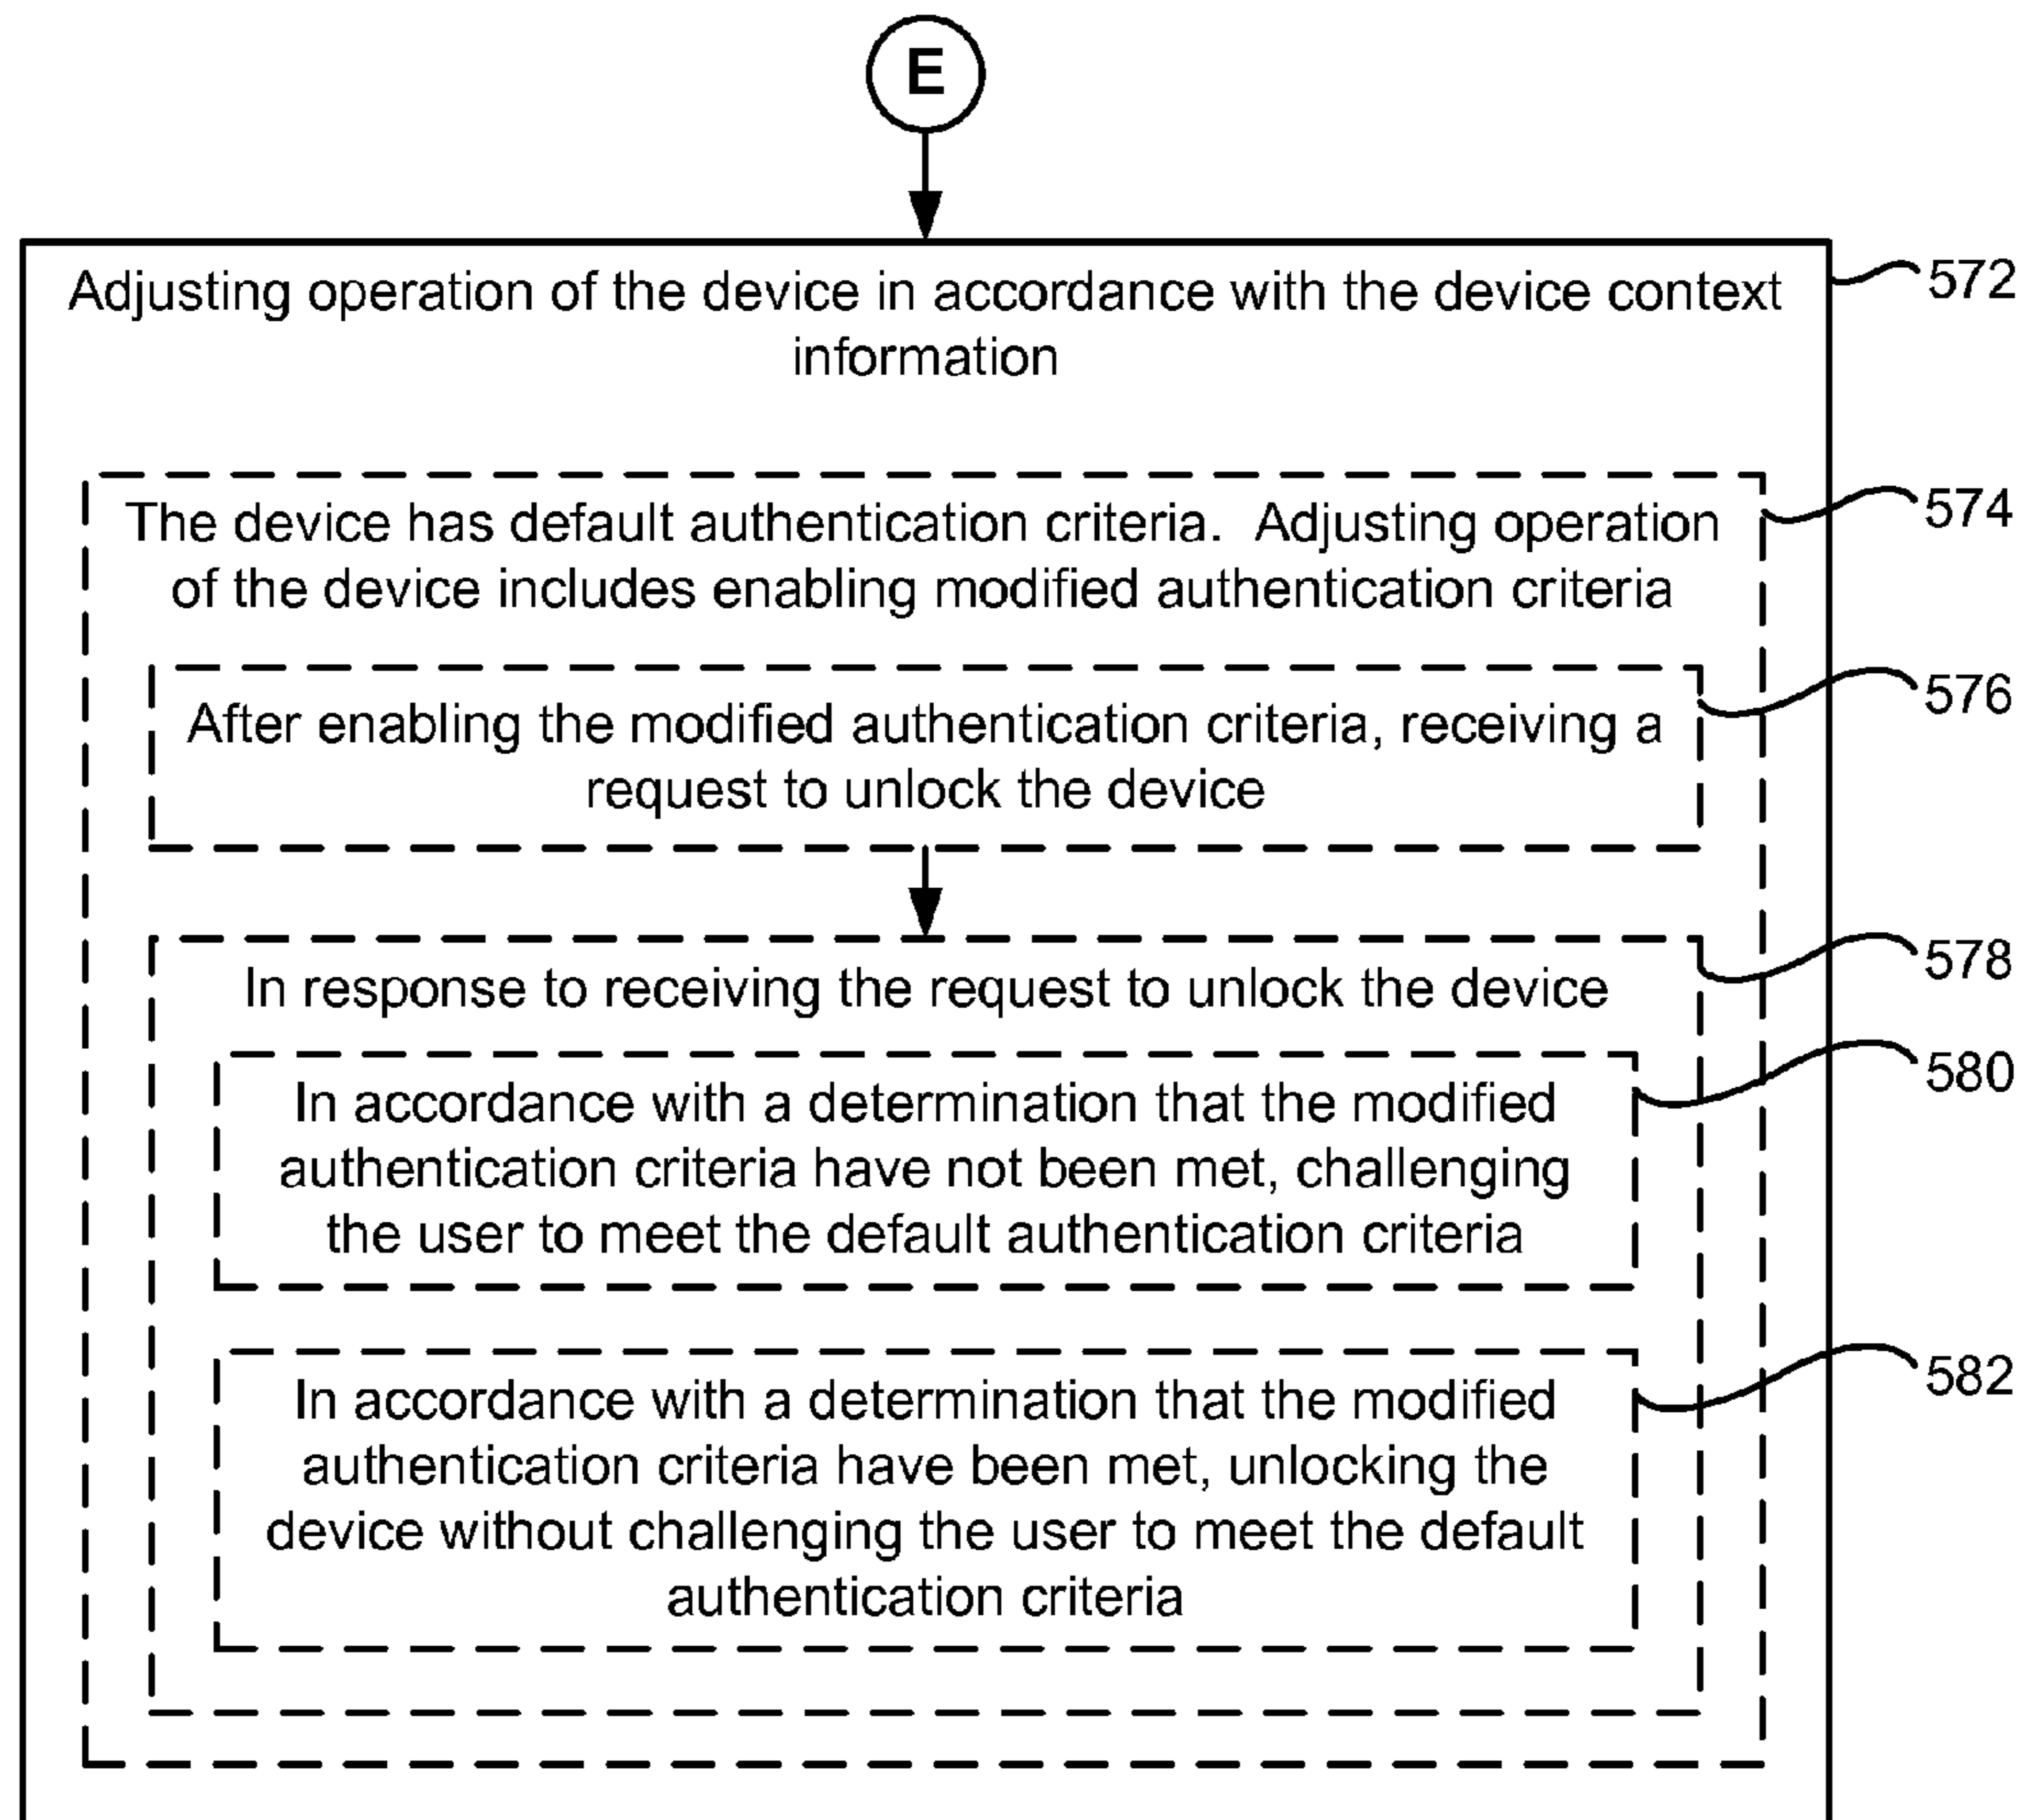 E
Adjusting operation of the device in accordance with the device context
information
572
The device has default authentication criteria.  Adjusting operation
of the device includes enabling modified authentication criteria
574
After enabling the modified authentication criteria, receiving a
request to unlock the device
576
In response to receiving the request to unlock the device
578
In accordance with a determination that the modified
authentication criteria have not been met, challenging
the user to meet the default authentication criteria
580
In accordance with a determination that the modified
authentication criteria have been met, unlocking the
device without challenging the user to meet the default
authentication criteria
582